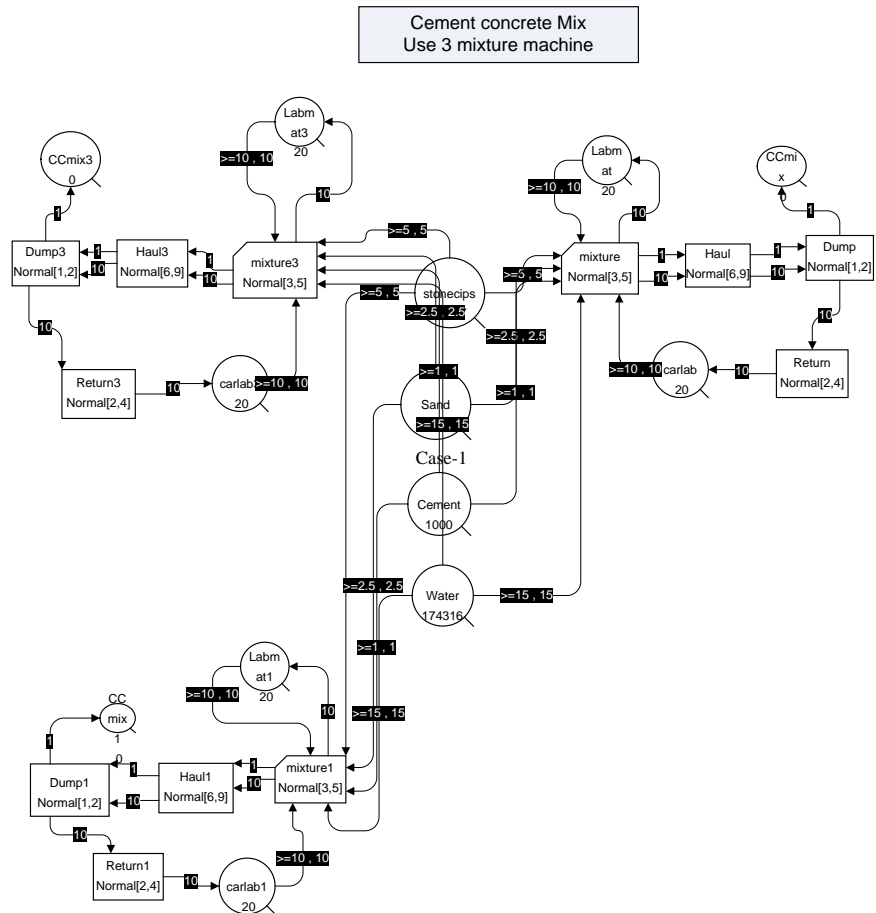 Cement concrete Mix
Use 3 mixture machine
Labm
at3
20
>=10 , 10
10
CCmix3
0
1
Dump3
Normal[1,2]
1
10
Haul3
Normal[6,9]
1
10
mixture3
Normal[3,5]
10
Return3
Normal[2,4]
10
carlab
20
>=10 , 10
>=5 , 5
>=5 , 5
stonecips
>=2.5 , 2.5
>=5 , 5
>=2.5 , 2.5
>=1 , 1
Sand
>=1 , 1
>=15 , 15
Case-1
Cement
1000
Water
174316
>=15 , 15
>=2.5 , 2.5
>=1 , 1
>=15 , 15
Labm
at
20
>=10 , 10
10
mixture
Normal[3,5]
1
10
Haul
Normal[6,9]
1
10
Dump
Normal[1,2]
1
CCmi
x
0
10
Return
Normal[2,4]
10
carlab
20
>=10 , 10
Labm
at1
20
>=10 , 10
10
CC
mix
1
0
1
Dump1
Normal[1,2]
1
10
Haul1
Normal[6,9]
1
10
mixture1
Normal[3,5]
10
Return1
Normal[2,4]
10
carlab1
20
>=10 , 10